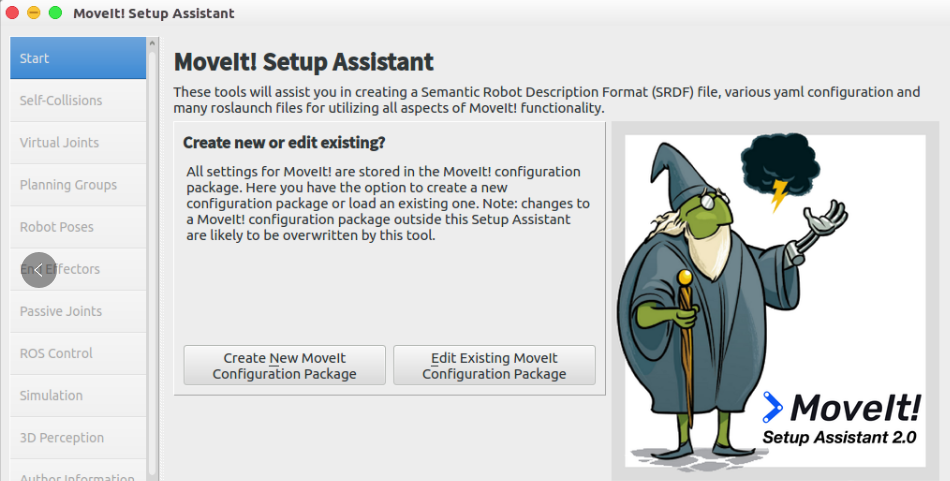 MoveIt! Setup Assistant
Start
Self-Collisions
Virtual Joints
Planning Groups
Robot Poses
End Effectors
Passive Joints
ROS Control
Simulation
3D Perception
Author Information
MoveIt! Setup Assistant
These tools will assist you in creating a Semantic Robot Description Format (SRDF) file, various yaml configuration and
many roslaunch files for utilizing all aspects of MoveIt! functionality.
Create new or edit existing?
All settings for MoveIt! are stored in the MoveIt! configuration
package. Here you have the option to create a new
configuration package or load an existing one. Note: changes to
a MoveIt! configuration package outside this Setup Assistant
are likely to be overwritten by this tool.
Create New MoveIt
Configuration Package
Edit Existing MoveIt
Configuration Package
MoveIt!
Setup Assistant 2.0